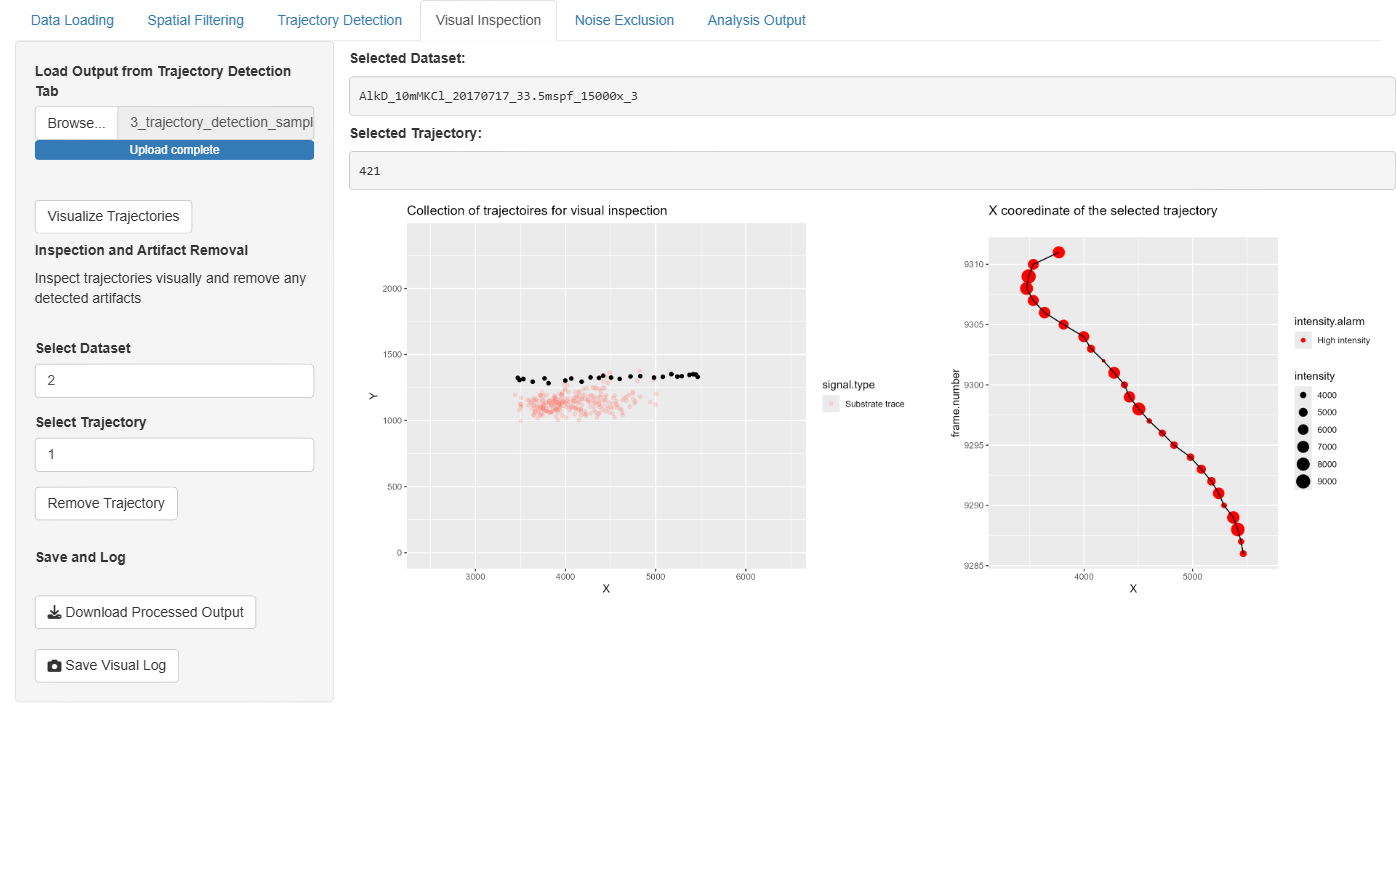 Data Loading
Spatial Filtering
Trajectory Detection
Visual Inspection
Noise Exclusion
Analysis Output
Load Output from Trajectory Detection
Tab
Browse...
3_trajectory_detection_sampl
Upload complete
Visualize Trajectories
Inspection and Artifact Removal
Inspect trajectories visually and remove any
detected artifacts
Select Dataset
2
Select Trajectory
1
Remove Trajectory
Save and Log
Download Processed Output
Save Visual Log
Selected Dataset:
AlkD_10mMKCl_20170717_33.5mspf_15000x_3
Selected Trajectory:
421
Collection of trajectoires for visual inspection
2000
1500
1000
500
0
Y
3000
4000
5000
6000
X
signal.type
Substrate trace
X cooredinate of the selected trajectory
9310
9305
9300
9295
9290
9285
frame.number
4000
5000
X
intensity.alarm
High intensity
intensity
4000
5000
6000
7000
8000
9000